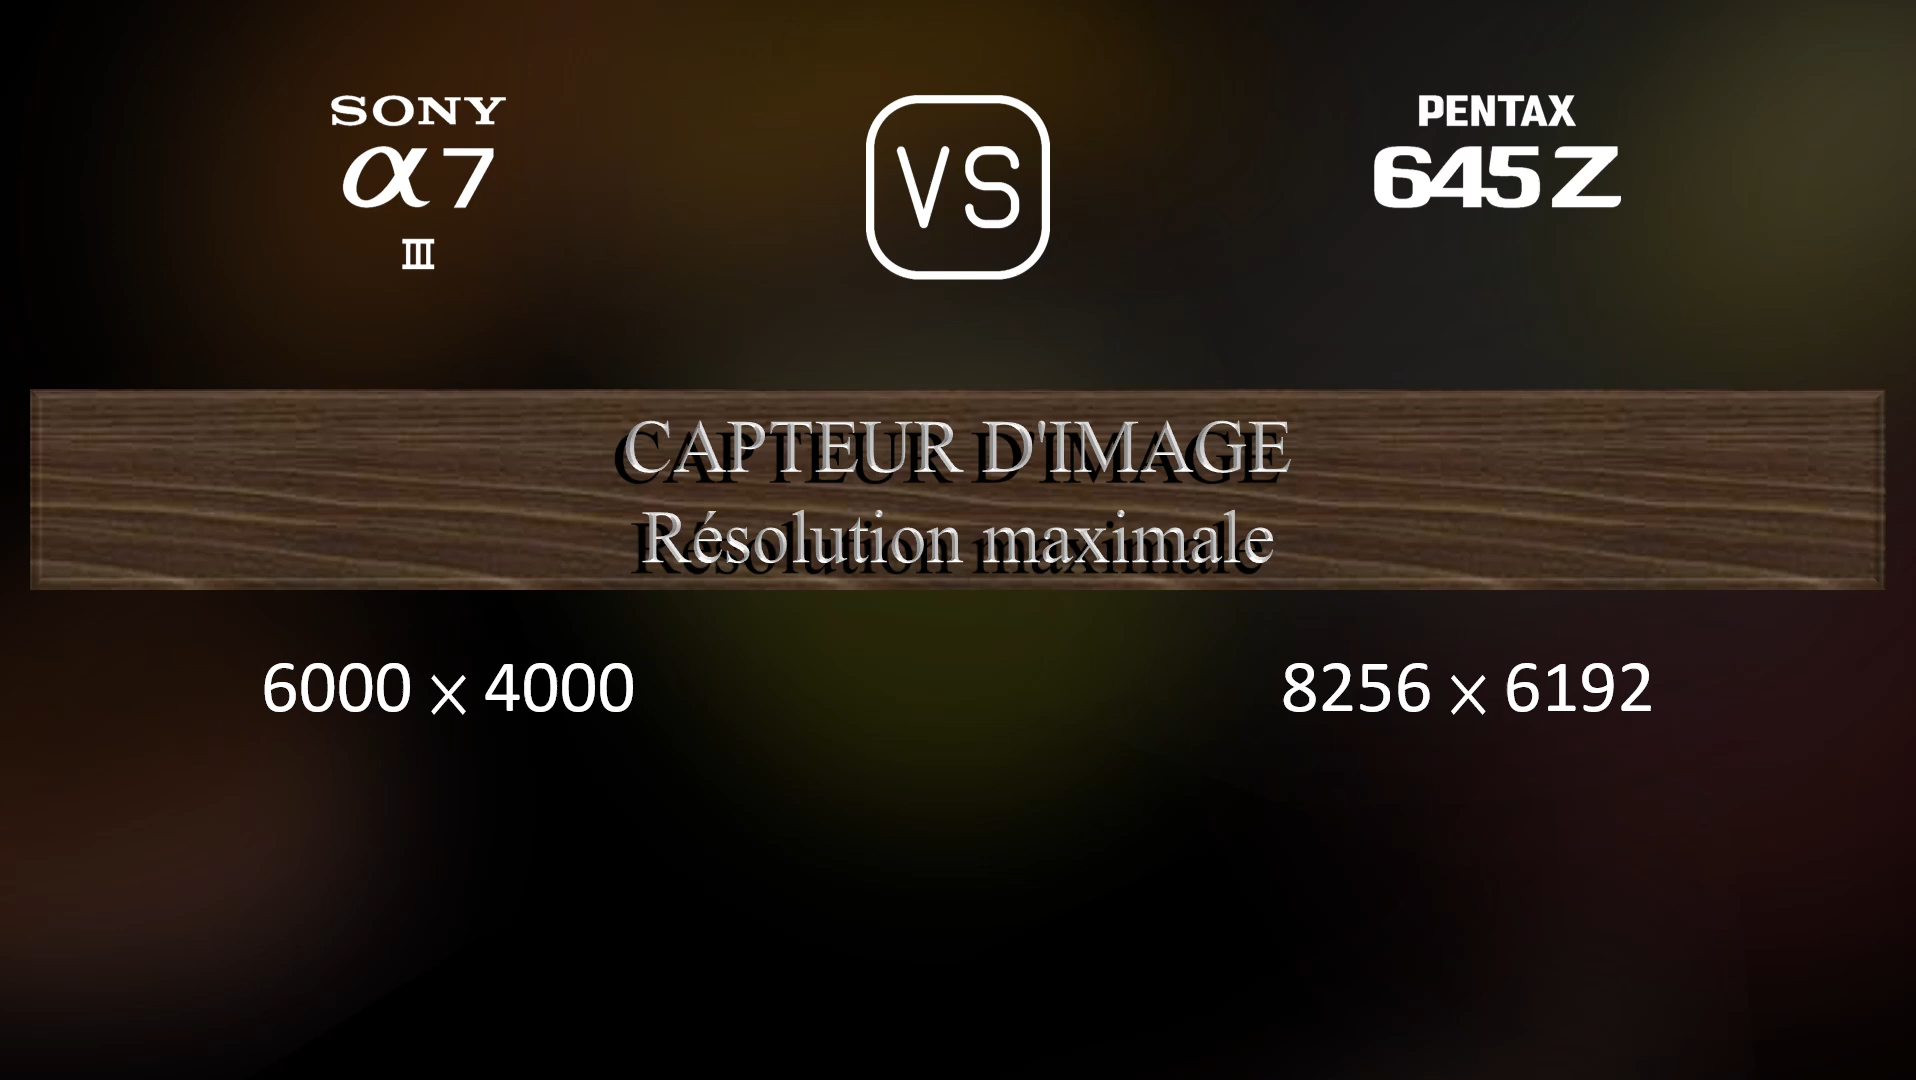 SONY
α7
III
VS
PENTAX
645Z
CAPTEUR D'IMAGE
Résolution maximale
6000 x 4000
8256 x 6192